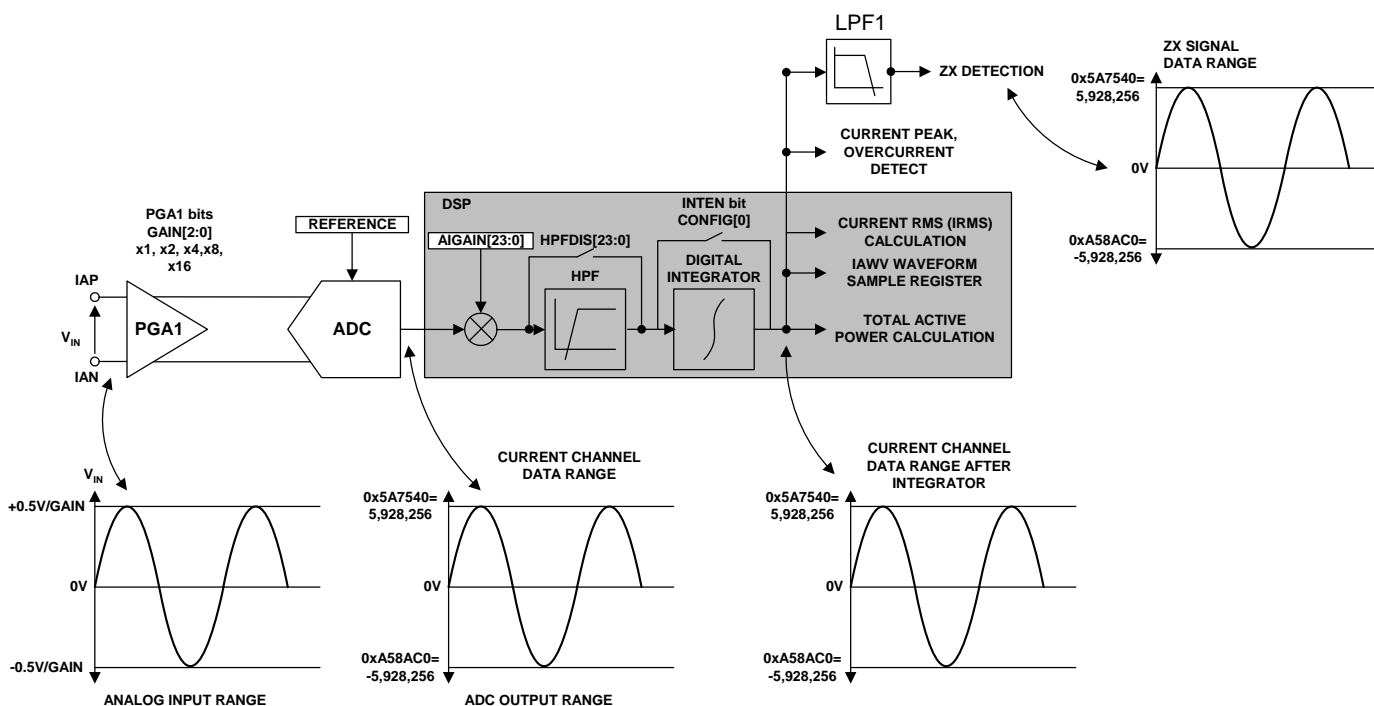 LPF1
ZX DETECTION
ZX SIGNAL
DATA RANGE
0x5A7540=
5,928,256
0V
0xA58AC0=
-5,928,256
CURRENT PEAK,
OVERCURRENT
DETECT
PGA1 bits
GAIN[2:0]
x1, x2, x4,x8,
x16
IAP
VIN
IAN
PGA1
REFERENCE
ADC
DSP
AIGAIN[23:0]
HPFDIS[23:0]
HPF
INTEN bit
CONFIG[0]
DIGITAL
INTEGRATOR
CURRENT RMS (IRMS)
CALCULATION
IAWV WAVEFORM
SAMPLE REGISTER
TOTAL ACTIVE
POWER CALCULATION
VIN
+0.5V/GAIN
0V
-0.5V/GAIN
ANALOG INPUT RANGE
CURRENT CHANNEL
DATA RANGE
0x5A7540=
5,928,256
0V
0xA58AC0=
-5,928,256
ADC OUTPUT RANGE
CURRENT CHANNEL
DATA RANGE AFTER
INTEGRATOR
0x5A7540=
5,928,256
0V
0xA58AC0=
-5,928,256